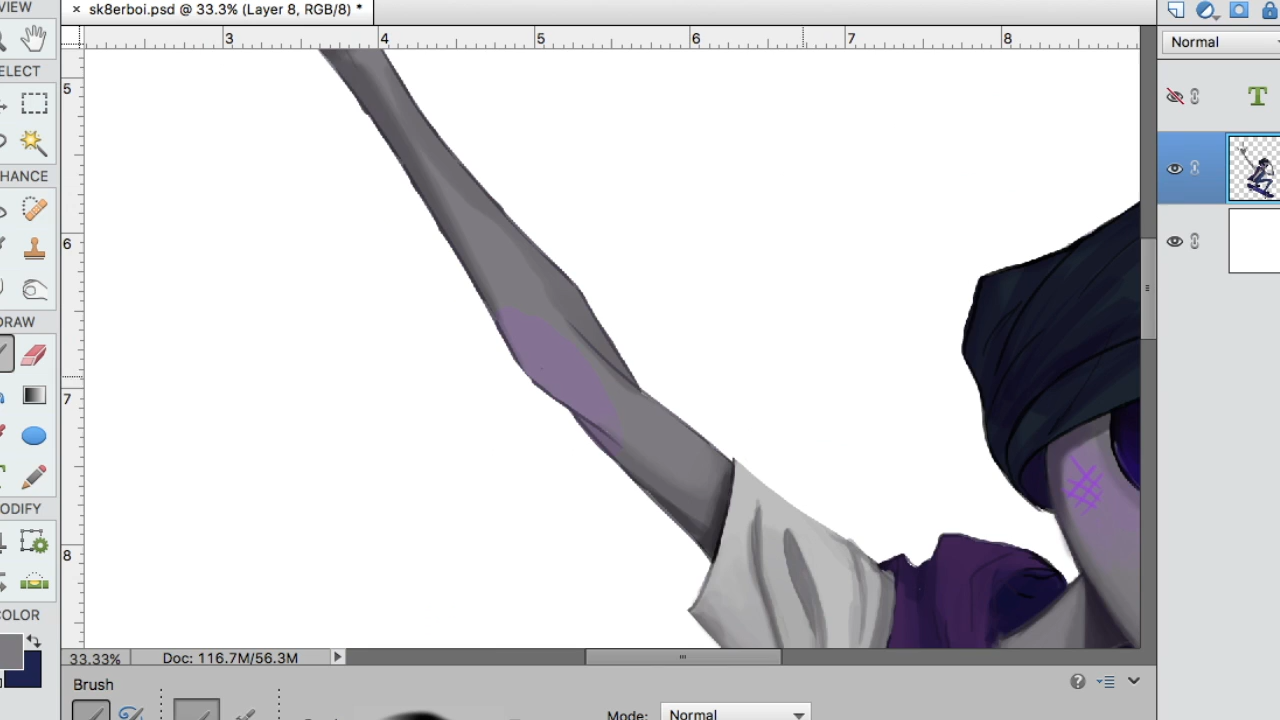 VIEW
× sk8erboi.psd @ 33.3% (Layer 8, RGB/8) *
3 4 5 6 7 8
Normal
ELECT
5
T
HANCE
6
DRAW
7
ODIFY
8
COLOR
33.33% Doc: 116.7M/56.3M
Brush
?
Mode: Normal